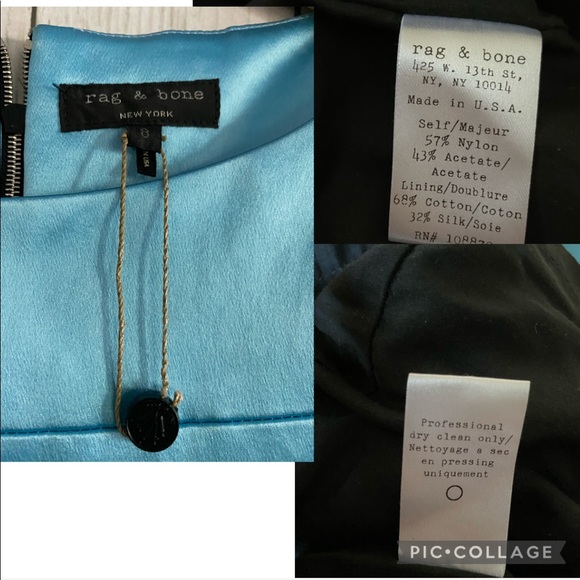 rag & bone
NEW YORK
8
rag & bone
425 W. 13th St,
NY, NY 10014
Made in U.S.A.
Self/Majeur
57% Nylon
43% Acetate/
Acetate
Lining/Doublure
68% Cotton/Coton
32% Silk/Soie
RN#
Professional
dry clean only/
Nettoyage a sec
en pressing
uniquement
PIC•COLLAGE